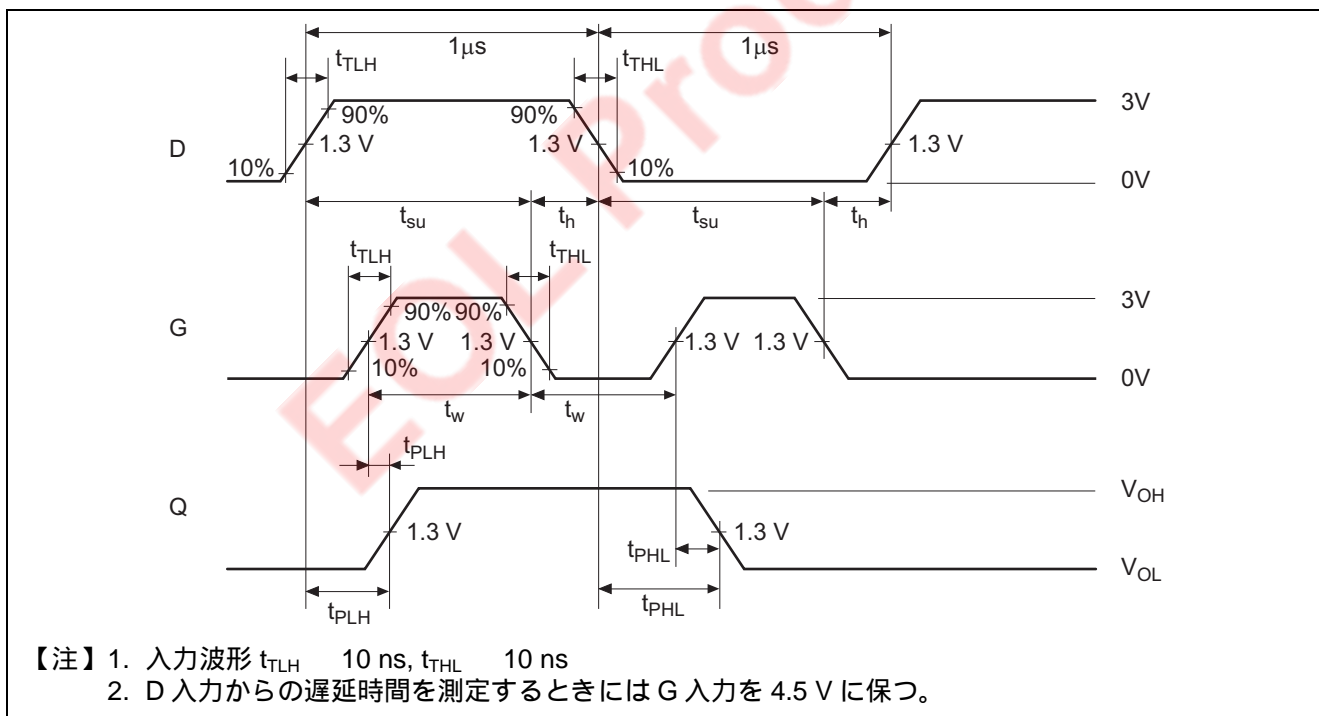 1μs 1μs
tTLH tTHL
D 90% 90% 3V
1.3 V 1.3 V 1.3 V
10% 10% 0V
tsu th tsu th
tTLH tTHL
G 90% 90% 3V
1.3 V 1.3 V 1.3 V 1.3 V
10% 10% 0V
tw tw
tPLH
Q VOH
1.3 V 1.3 V
tPHL
VOL
tPLH tPHL
【注】1. 入力波形 tTLH 10 ns, tTHL 10 ns
2. D 入力からの遅延時間を測定するときには G 入力を 4.5 V に保つ。
EOL Pro